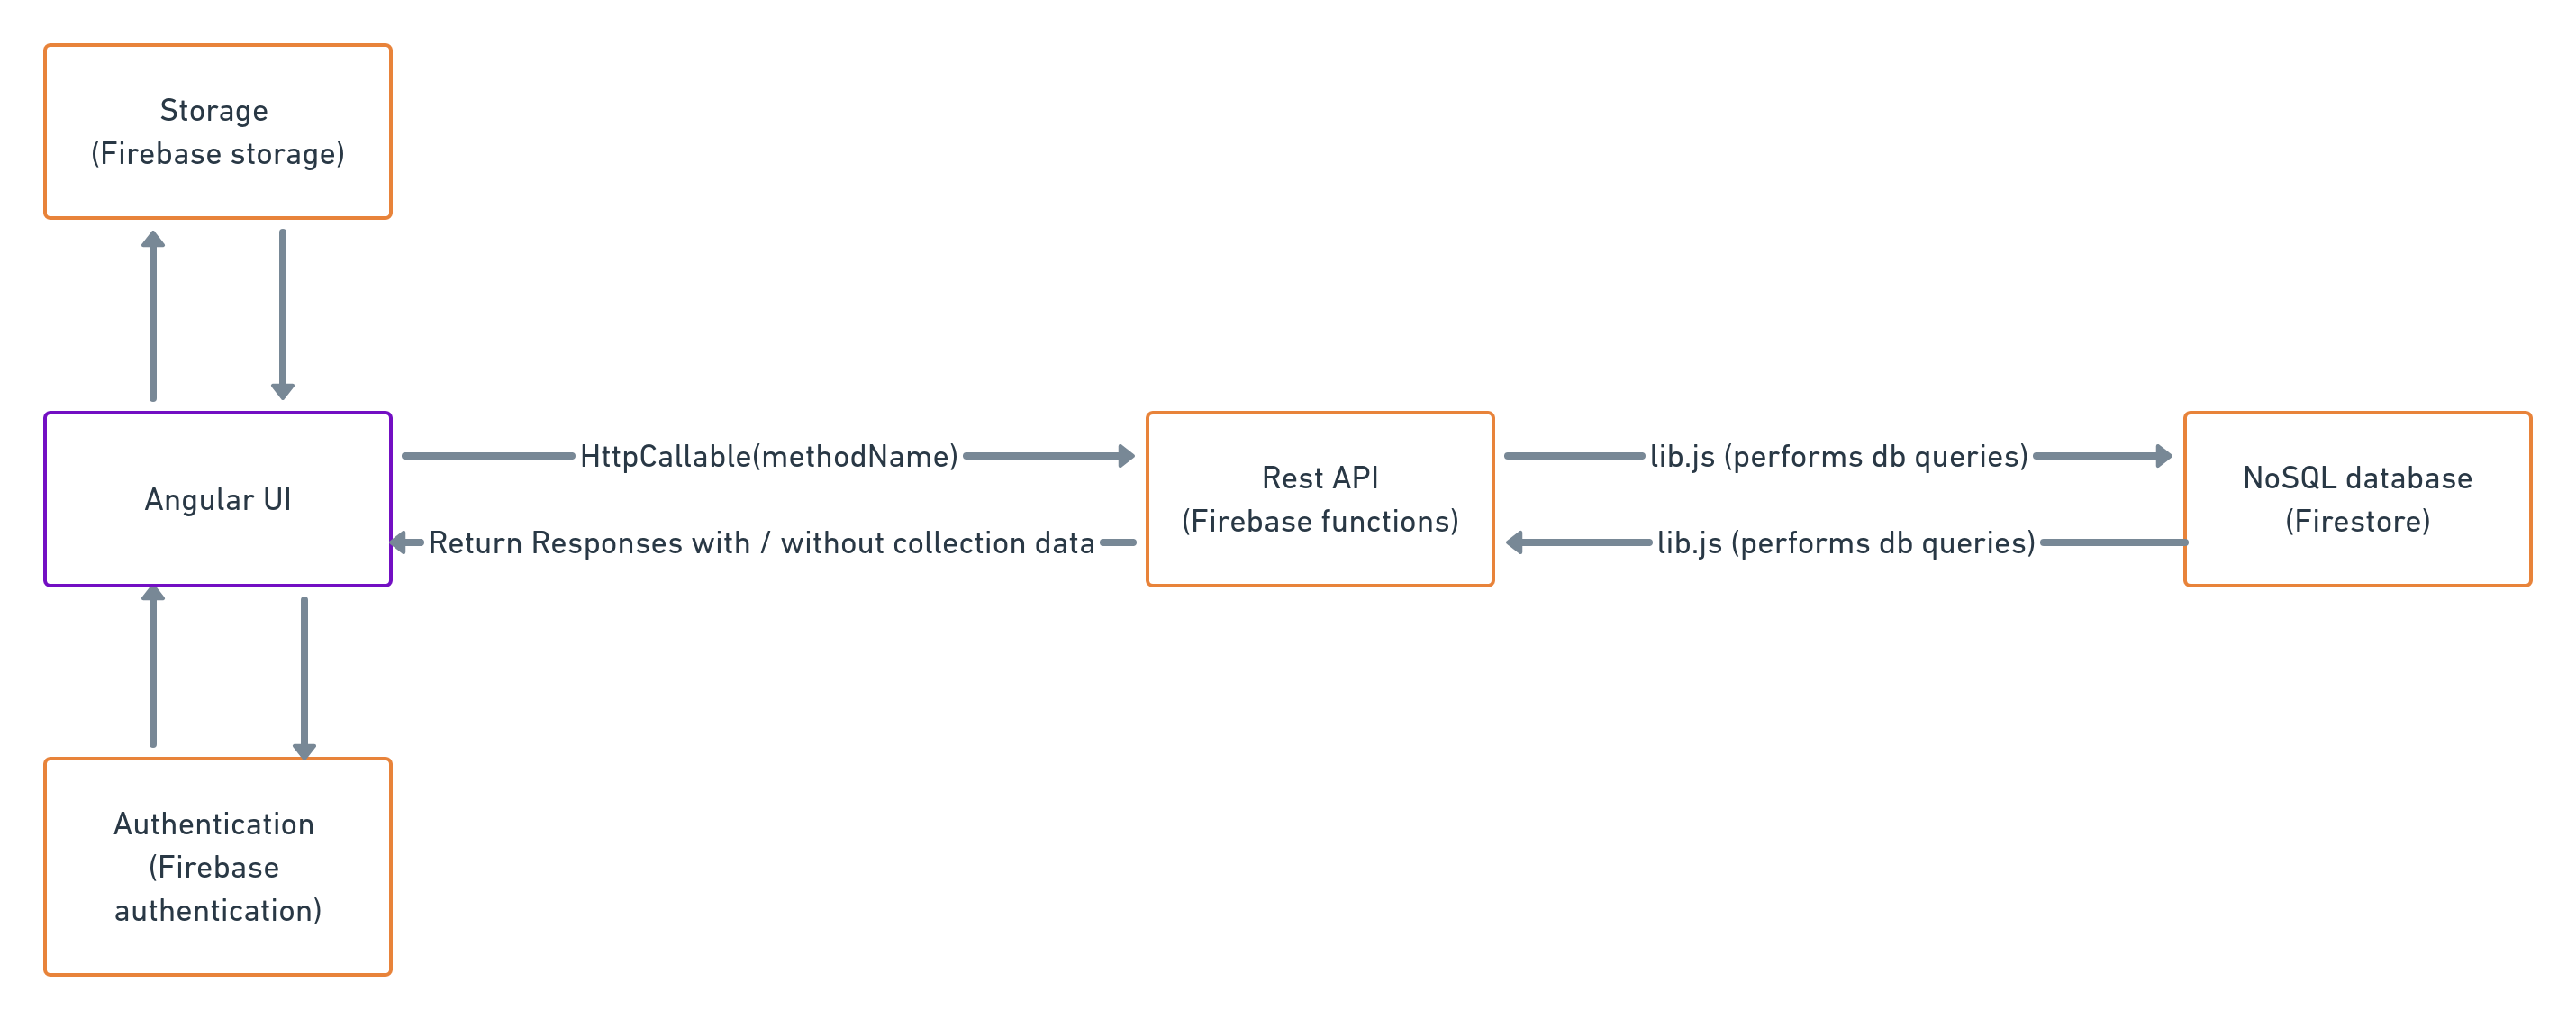 Storage
(Firebase storage)
Angular UI
HttpCallable(methodName)
Return Responses with / without collection data
Rest API
(Firebase functions)
lib.js (performs db queries)
lib.js (performs db queries)
NoSQL database
(Firestore)
Authentication
(Firebase
authentication)